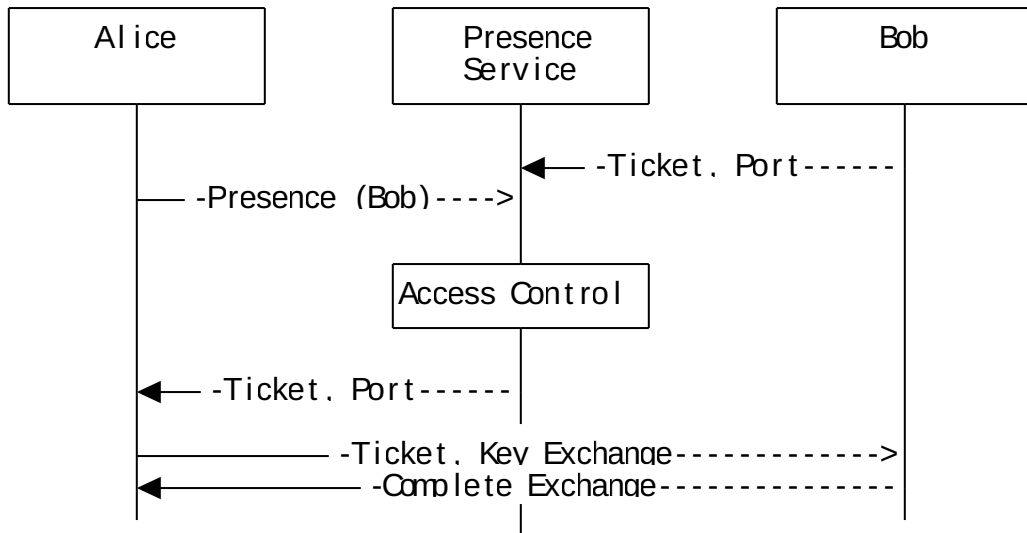 Alice
Presence
Service
Bob
-Ticket, Port------
-Presence (Bob)---->
Access Control
-Ticket, Port------
-Ticket, Key Exchange------------->
-Complete Exchange---------------